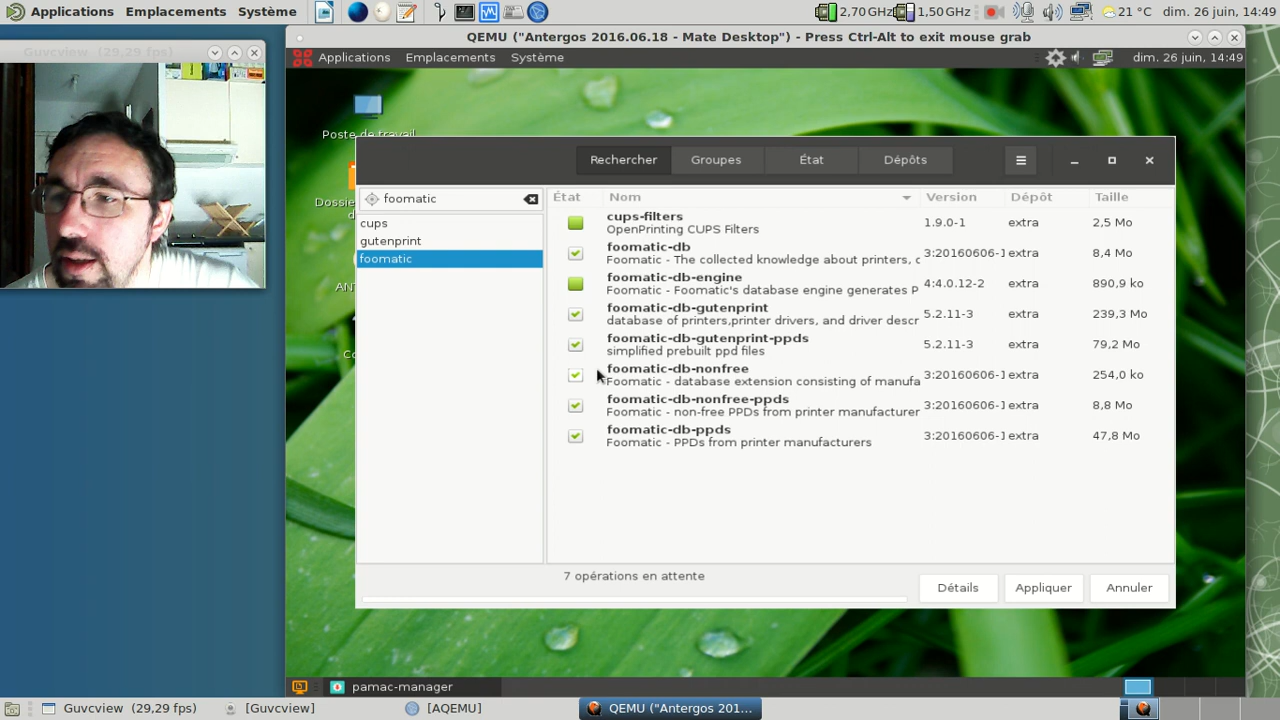 Applications Emplacements Système 2,70 GHz 1,50 GHz 21 °C dim. 26 juin, 14:49
Guvcview (29.29 fps)
QEMU ("Antergos 2016.06.18 - Mate Desktop") - Press Ctrl-Alt to exit mouse grab
Applications Emplacements Système dim. 26 juin, 14:49
Poste de travail
Dossie
d
AN
Co
Rechercher Groupes État Dépôts
foomatic
cups
gutenprint
foomatic
État Nom Version Dépôt Taille
cups-filters
OpenPrinting CUPS Filters 1.9.0-1 extra 2,5 Mo
foomatic-db
Foomatic - The collected knowledge about printers, c 3:20160606-1 extra 8,4 Mo
foomatic-db-engine
Foomatic - Foomatic's database engine generates P 4:4.0.12-2 extra 890,9 ko
foomatic-db-gutenprint
database of printers,printer drivers, and driver descr 5.2.11-3 extra 239,3 Mo
foomatic-db-gutenprint-ppds
simplified prebuilt ppd files 5.2.11-3 extra 79,2 Mo
foomatic-db-nonfree
Foomatic - database extension consisting of manufa 3:20160606-1 extra 254,0 ko
foomatic-db-nonfree-ppds
Foomatic - non-free PPDs from printer manufacturer 3:20160606-1 extra 8,8 Mo
foomatic-db-ppds
Foomatic - PPDs from printer manufacturers 3:20160606-1 extra 47,8 Mo
7 opérations en attente
Détails Appliquer Annuler
pamac-manager
Guvcview (29,29 fps) [Guvcview] [AQEMU] QEMU ("Antergos 201...